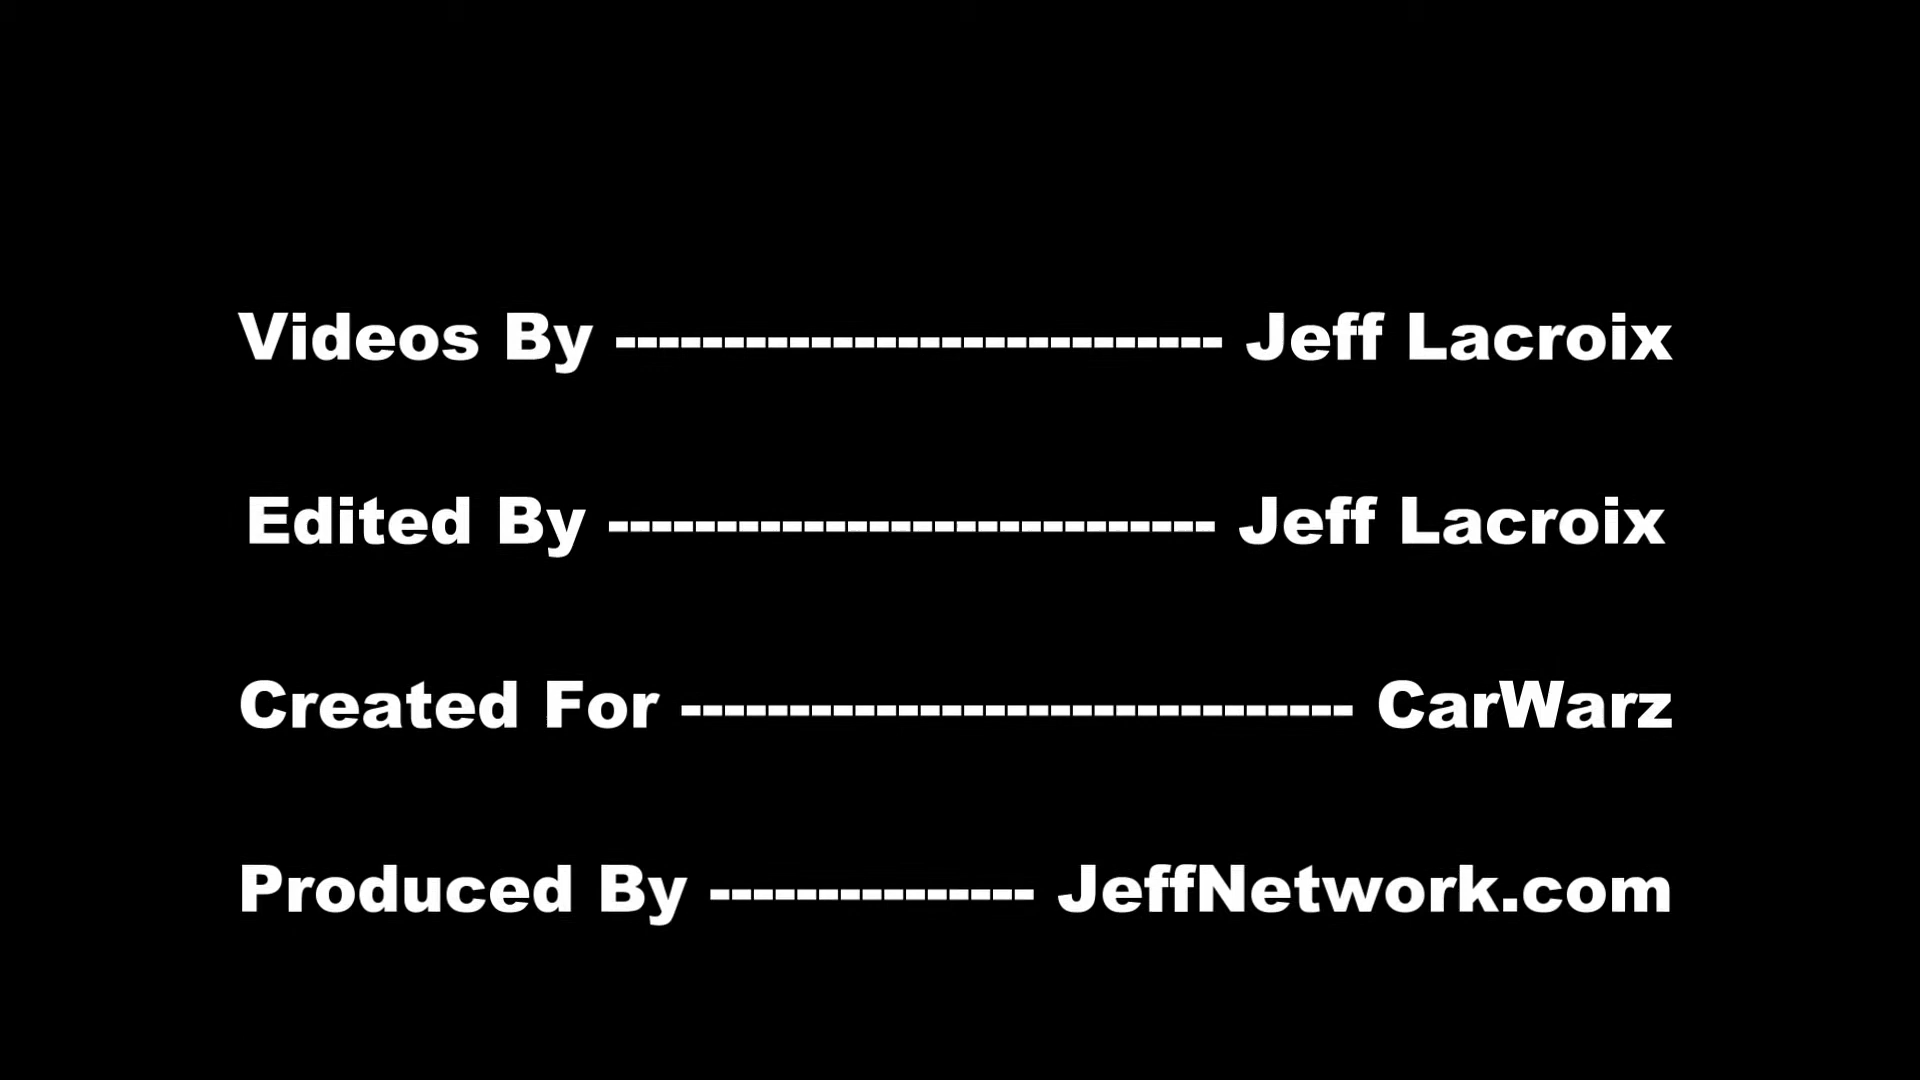 Videos By ---------------------------- Jeff Lacroix
Edited By ---------------------------- Jeff Lacroix
Created For ------------------------------- CarWarz
Produced By --------------- JeffNetwork.com